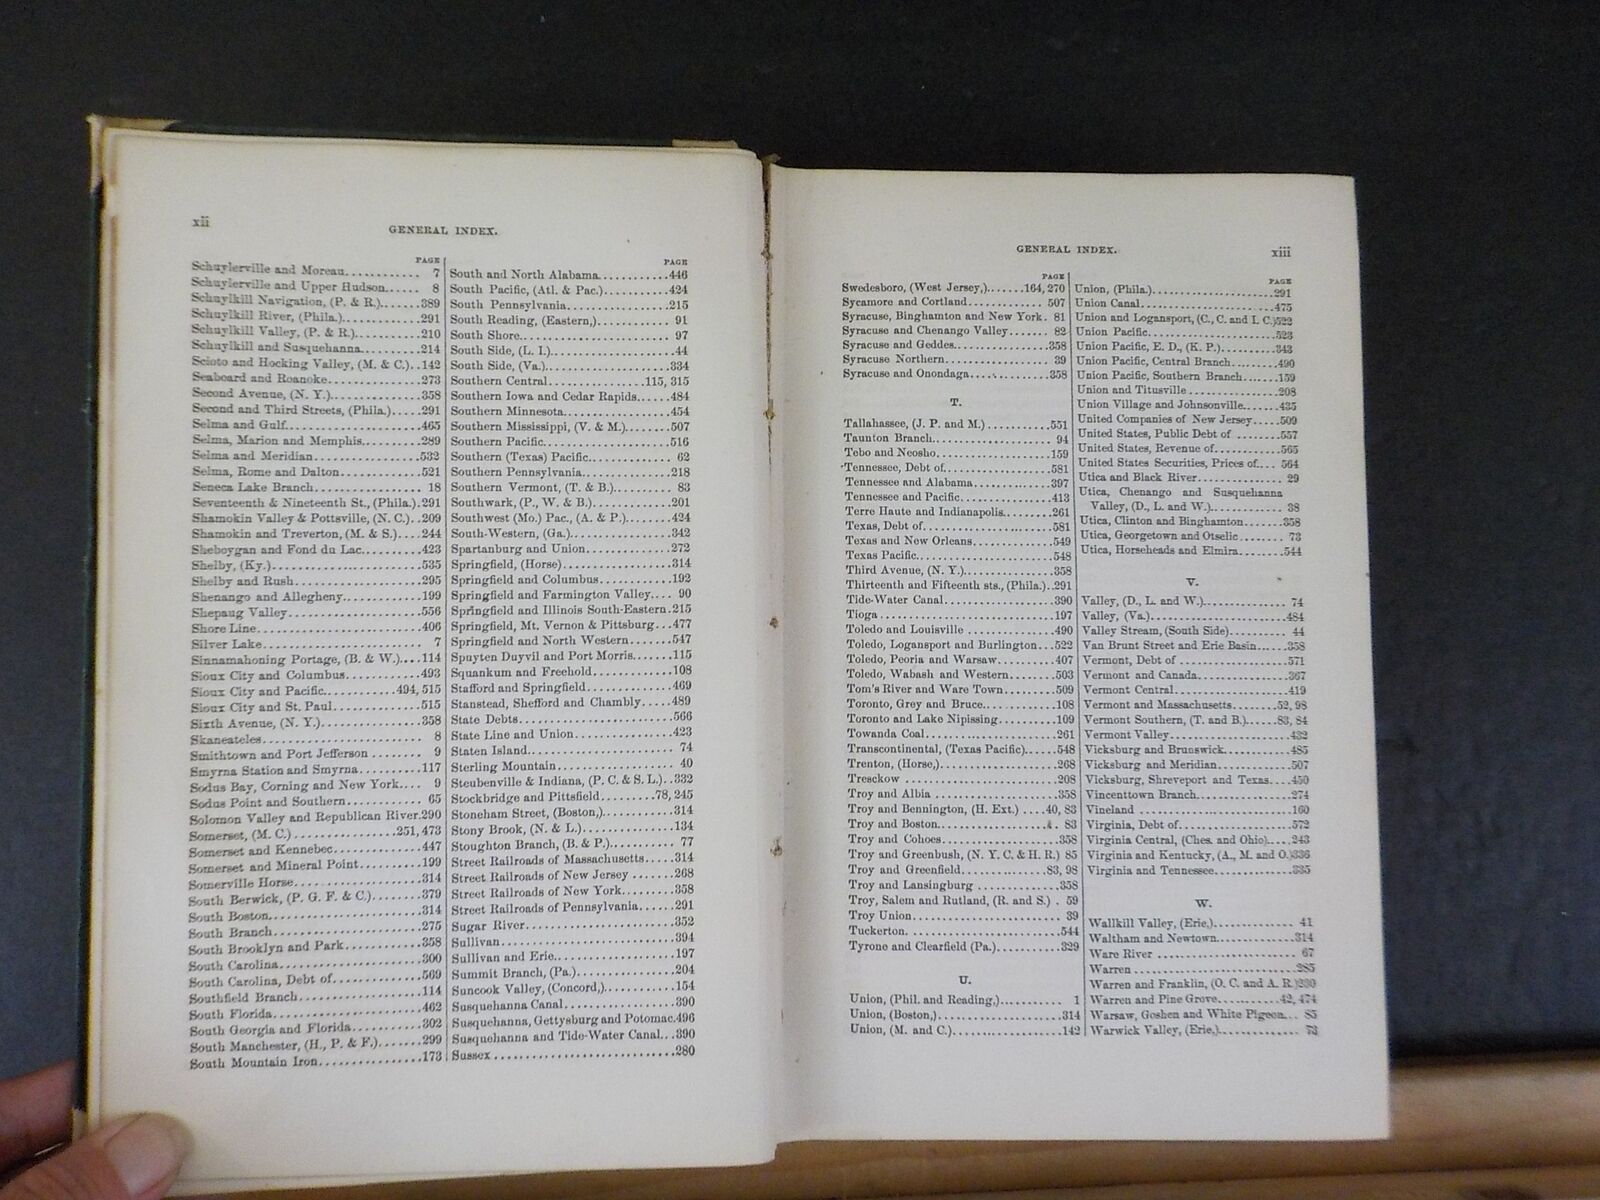 xii
GENERAL INDEX.
PAGE
Schuylerville and Moreau............ 7
Schuylerville and Upper Hudson...... 8
Schuylkill Navigation, (P. & R.)......389
Schuylkill River, (Phila.)............291
Schuylkill Valley, (P. & R.)..........210
Schuylkill and Susquehanna..........214
Scioto and Hocking Valley, (M. & C.)..142
Seaboard and Roanoke..............273
Second Avenue, (N. Y.)..............358
Second and Third Streets, (Phila.).....291
Selma and Gulf....................465
Selma, Marion and Memphis.........289
Selma and Meridian.................532
Selma, Rome and Dalton.............521
Seneca Lake Branch................ 18
Seventeenth & Nineteenth St., (Phila.).291
Shamokin Valley & Pottsville, (N. C.)..209
Shamokin and Treverton, (M. & S.)....244
Sheboygan and Fond du Lac.........423
Shelby, (Ky.)......................535
Shelby and Rush...................295
Shenango and Allegheny............199
Shepaug Valley....................556
Shore Line........................406
Silver Lake....................... 7
Sinnamahoning Portage, (B. & W.)....114
Sioux City and Columbus............493
Sioux City and Pacific...........494, 515
Sioux City and St. Paul..............515
Sixth Avenue, (N. Y.)...............358
Skaneateles....................... 8
Smithtown and Port Jefferson ....... 9
Smyrna Station and Smyrna..........117
Sodus Bay, Corning and New York.... 9
Sodus Point and Southern........... 65
Solomon Valley and Republican River.290
Somerset, (M. C.)...............251, 473
Somerset and Kennebec.............447
Somerset and Mineral Point..........199
Somerville Horse...................314
South Berwick, (P. G. F. & C.)........379
South Boston......................314
South Branch.....................275
South Brooklyn and Park............358
South Carolina.....................300
South Carolina, Debt of..............569
Southfield Branch..................114
South Florida.....................462
South Georgia and Florida...........302
South Manchester, (H., P. & F.).......299
South Mountain Iron................173
PAGE
South and North Alabama...........446
South Pacific, (Atl. & Pac.)...........424
South Pennsylvania.................215
South Reading, (Eastern,)........... 91
South Shore....................... 97
South Side, (L. I.)...................44
South Side, (Va.)...................334
Southern Central...............115, 315
Southern Iowa and Cedar Rapids.....484
Southern Minnesota................454
Southern Mississippi, (V. & M.).......507
Southern Pacific...................516
Southern (Texas) Pacific............. 62
Southern Pennsylvania..............218
Southern Vermont, (T. & B.)......... 83
Southwark, (P., W. & B.)............201
Southwest (Mo.) Pac., (A. & P.).......424
South-Western, (Ga.)................342
Spartanburg and Union.............272
Springfield, (Horse)................314
Springfield and Columbus...........192
Springfield and Farmington Valley.... 90
Springfield and Illinois South-Eastern.215
Springfield, Mt. Vernon & Pittsburg...477
Springfield and North Western.......547
Spuyten Duyvil and Port Morris......115
Squankum and Freehold............108
Stafford and Springfield.............469
Stanstead, Shefford and Chambly.....489
State Debts.......................566
State Line and Union...............423
Staten Island...................... 74
Sterling Mountain.................. 40
Steubenville & Indiana, (P. C. & S. L.)..332
Stockbridge and Pittsfield.........78, 245
Stoneham Street, (Boston,)...........314
Stony Brook, (N. & L.)...............134
Stoughton Branch, (B. & P.).......... 77
Street Railroads of Massachusetts.....314
Street Railroads of New Jersey .......268
Street Railroads of New York........358
Street Railroads of Pennsylvania......291
Sugar River.......................352
Sullivan..........................394
Sullivan and Erie...................197
Summit Branch, (Pa.)...............204
Suncook Valley, (Concord,)..........154
Susquehanna Canal.................390
Susquehanna, Gettysburg and Potomac.496
Susquehanna and Tide-Water Canal...390
Sussex ...........................280
GENERAL INDEX.
xiii
PAGE
Swedesboro, (West Jersey,)......164, 270
Sycamore and Cortland..............507
Syracuse, Binghamton and New York. 81
Syracuse and Chenango Valley....... 82
Syracuse and Geddes................358
Syracuse Northern.................. 39
Syracuse and Onondaga.............358
T.
Tallahassee, (J. P. and M.) ...........551
Taunton Branch.................... 94
Tebo and Neosho...................159
Tennessee, Debt of..................581
Tennessee and Alabama.............397
Tennessee and Pacific...............413
Terre Haute and Indianapolis.........261
Texas, Debt of.....................581
Texas and New Orleans.............549
Texas Pacific......................548
Third Avenue, (N. Y.)...............358
Thirteenth and Fifteenth sts., (Phila.)..291
Tide-Water Canal..................390
Tioga............................197
Toledo and Louisville ..............490
Toledo, Logansport and Burlington...522
Toledo, Peoria and Warsaw..........407
Toledo, Wabash and Western........503
Tom's River and Ware Town.........509
Toronto, Grey and Bruce............108
Toronto and Lake Nipissing..........109
Towanda Coal.....................261
Transcontinental, (Texas Pacific)......548
Trenton, (Horse,)...................268
Tresckow ........................208
Troy and Albia ....................358
Troy and Bennington, (H. Ext.) ....40, 83
Troy and Boston................... 83
Troy and Cohoes...................358
Troy and Greenbush, (N. Y. C. & H. R.) 85
Troy and Greenfield..............83, 98
Troy and Lansingburg ..............358
Troy, Salem and Rutland, (R. and S.) . 59
Troy Union....................... 39
Tuckerton........................544
Tyrone and Clearfield (Pa.)..........329
U.
Union, (Phil. and Reading,).......... 1
Union, (Boston,)...................314
Union, (M. and C.).................142
PAGE
Union, (Phila.)....................291
Union Canal......................475
Union and Logansport, (C., C. and I. C.)522
Union Pacific......................523
Union Pacific, E. D., (K. P.)..........343
Union Pacific, Central Branch........490
Union Pacific, Southern Branch......159
Union and Titusville................208
Union Village and Johnsonville.......435
United Companies of New Jersey.....509
United States, Public Debt of ........557
United States, Revenue of............565
United States Securities, Prices of.... 564
Utica and Black River............... 29
Utica, Chenango and Susquehanna
Valley, (D., L. and W.)............ 38
Utica, Clinton and Binghamton.......358
Utica, Georgetown and Otselic....... 73
Utica, Horseheads and Elmira........544
V.
Valley, (D., L. and W.).............. 74
Valley, (Va.)......................484
Valley Stream, (South Side).......... 44
Van Brunt Street and Erie Basin......358
Vermont, Debt of ..................571
Vermont and Canada...............367
Vermont Central...................419
Vermont and Massachusetts........52, 98
Vermont Southern, (T. and B.).....83, 84
Vermont Valley....................432
Vicksburg and Brunswick...........485
Vicksburg and Meridian.............507
Vicksburg, Shreveport and Texas.....450
Vincenttown Branch................274
Vineland .........................160
Virginia, Debt of...................572
Virginia Central, (Ches. and Ohio)....243
Virginia and Kentucky, (A., M. and O.)336
Virginia and Tennessee.............335
W.
Wallkill Valley, (Erie,).............. 41
Waltham and Newtown..............314
Ware River ....................... 67
Warren ..........................285
Warren and Franklin, (O. C. and A. R.)230
Warren and Pine Grove..........42, 474
Warsaw, Goshen and White Pigeon... 85
Warwick Valley, (Erie,)............. 73